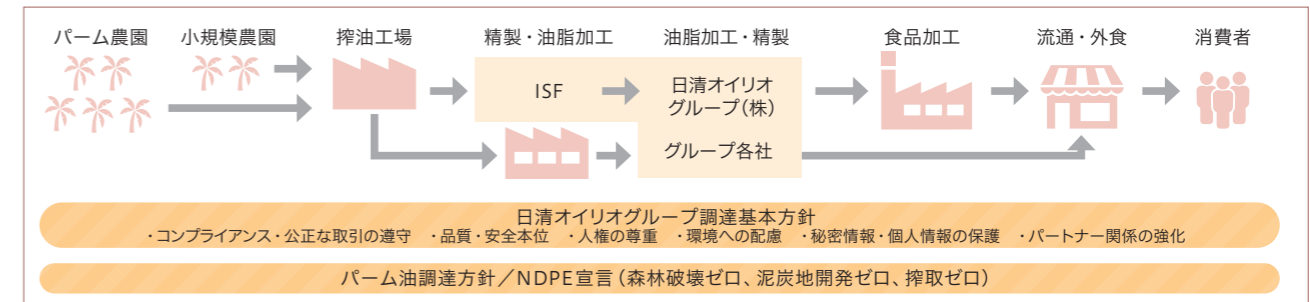 パーム農園
小規模農園
搾油工場
精製・油脂加工
油脂加工・精製
食品加工
流通・外食
消費者
ISF
日清オイリオ
グループ(株)
グループ各社
日清オイリオグループ調達基本方針
・コンプライアンス・公正な取引の遵守 ・品質・安全本位 ・人権の尊重 ・環境への配慮 ・秘密情報・個人情報の保護 ・パートナー関係の強化
パーム油調達方針/NDPE宣言(森林破壊ゼロ、泥炭地開発ゼロ、搾取ゼロ)